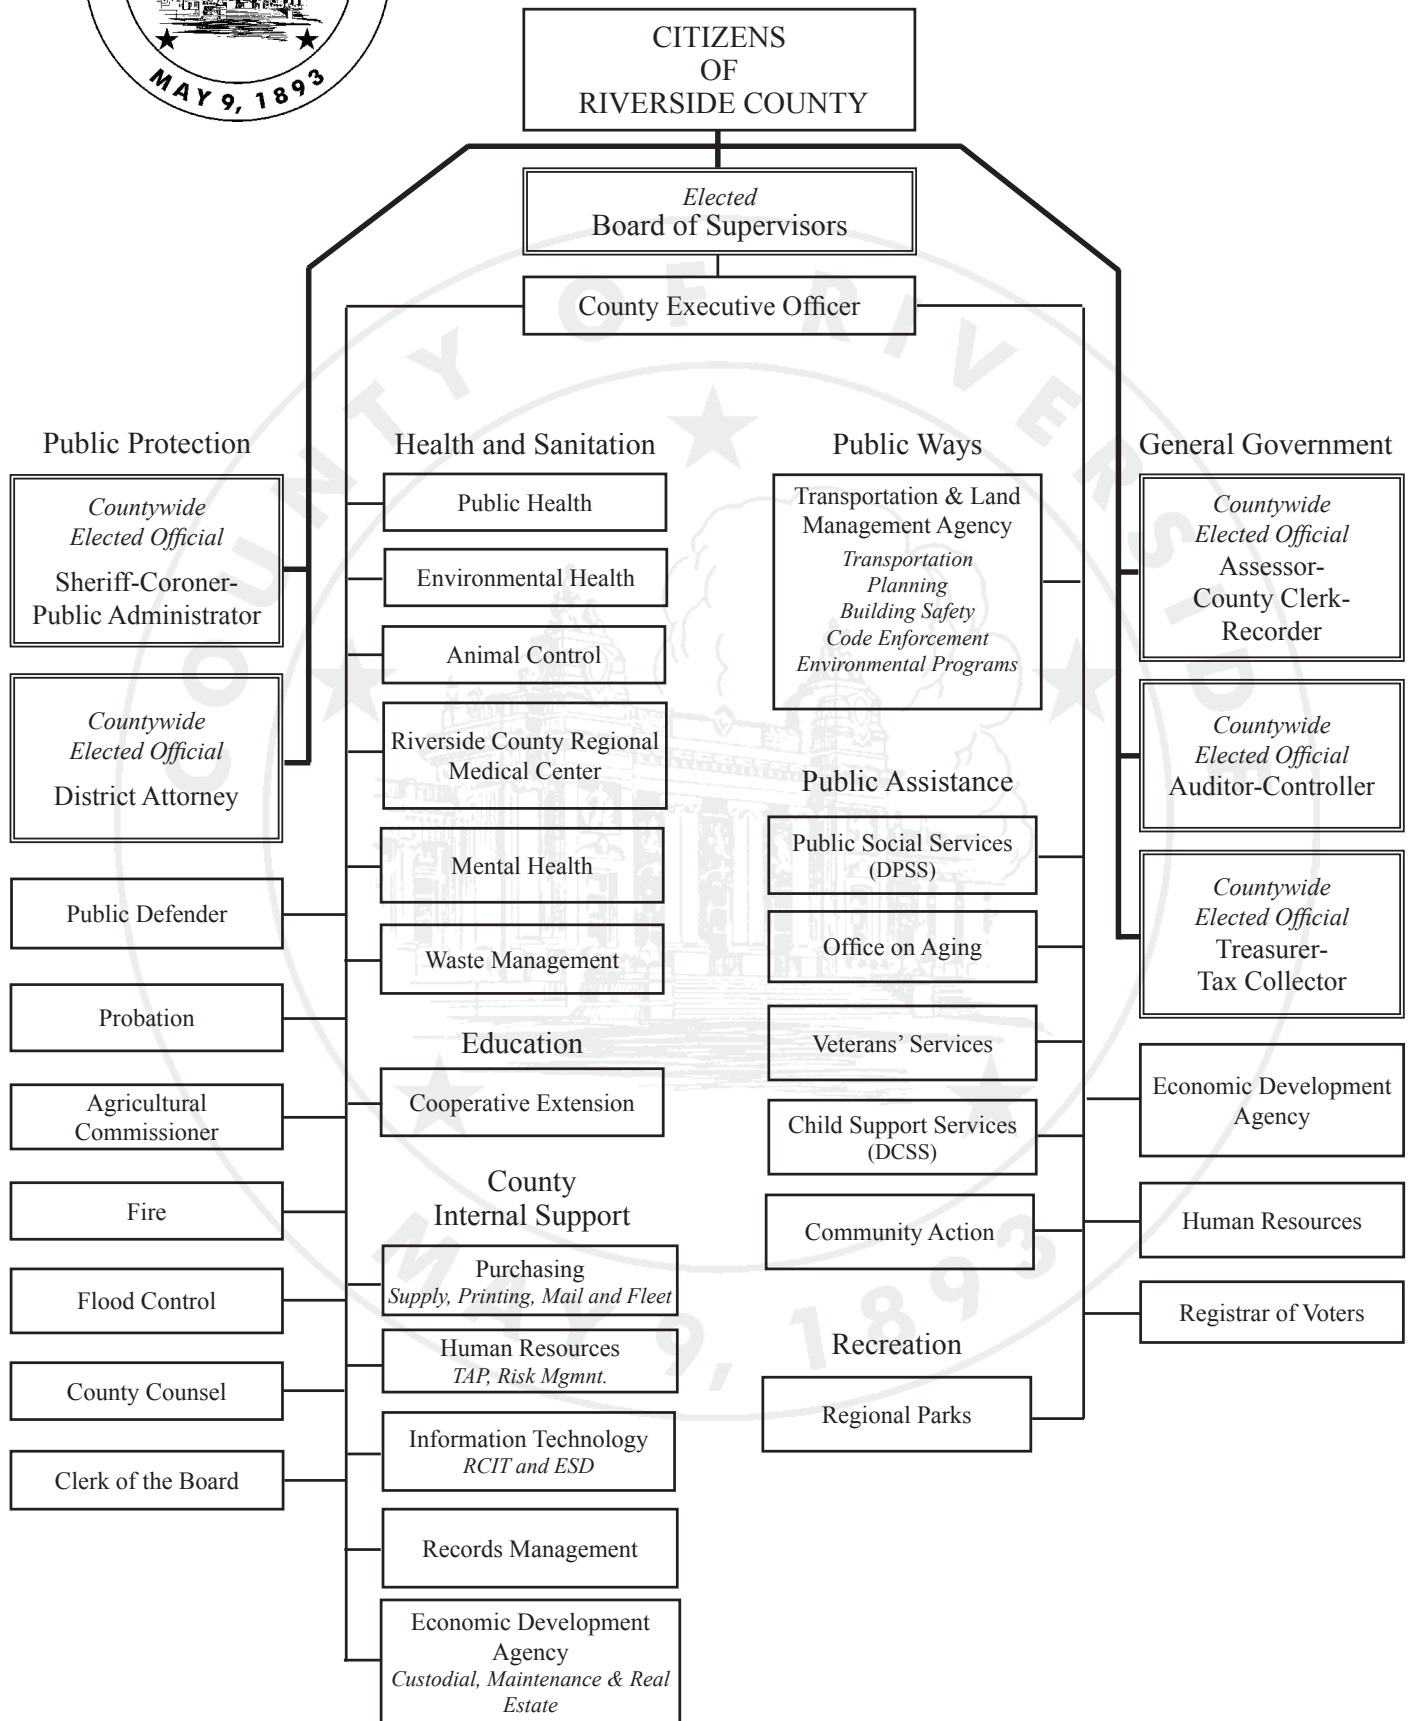 MAY 9, 1893
CITIZENS
OF
RIVERSIDE COUNTY
Elected
Board of Supervisors
County Executive Officer
COUNTY OF RIVERSIDE
MAY 9, 1893
Public Protection
Countywide
Elected Official
Sheriff-Coroner-
Public Administrator
Countywide
Elected Official
District Attorney
Public Defender
Probation
Agricultural
Commissioner
Fire
Flood Control
County Counsel
Clerk of the Board
Health and Sanitation
Public Health
Environmental Health
Animal Control
Riverside County Regional
Medical Center
Mental Health
Waste Management
Education
Cooperative Extension
County
Internal Support
Purchasing
Supply, Printing, Mail and Fleet
Human Resources
TAP, Risk Mgmnt.
Information Technology
RCIT and ESD
Records Management
Economic Development
Agency
Custodial, Maintenance & Real
Estate
Public Ways
Transportation & Land
Management Agency
Transportation
Planning
Building Safety
Code Enforcement
Environmental Programs
Public Assistance
Public Social Services
(DPSS)
Office on Aging
Veterans’ Services
Child Support Services
(DCSS)
Community Action
Recreation
Regional Parks
General Government
Countywide
Elected Official
Assessor-
County Clerk-
Recorder
Countywide
Elected Official
Auditor-Controller
Countywide
Elected Official
Treasurer-
Tax Collector
Economic Development
Agency
Human Resources
Registrar of Voters